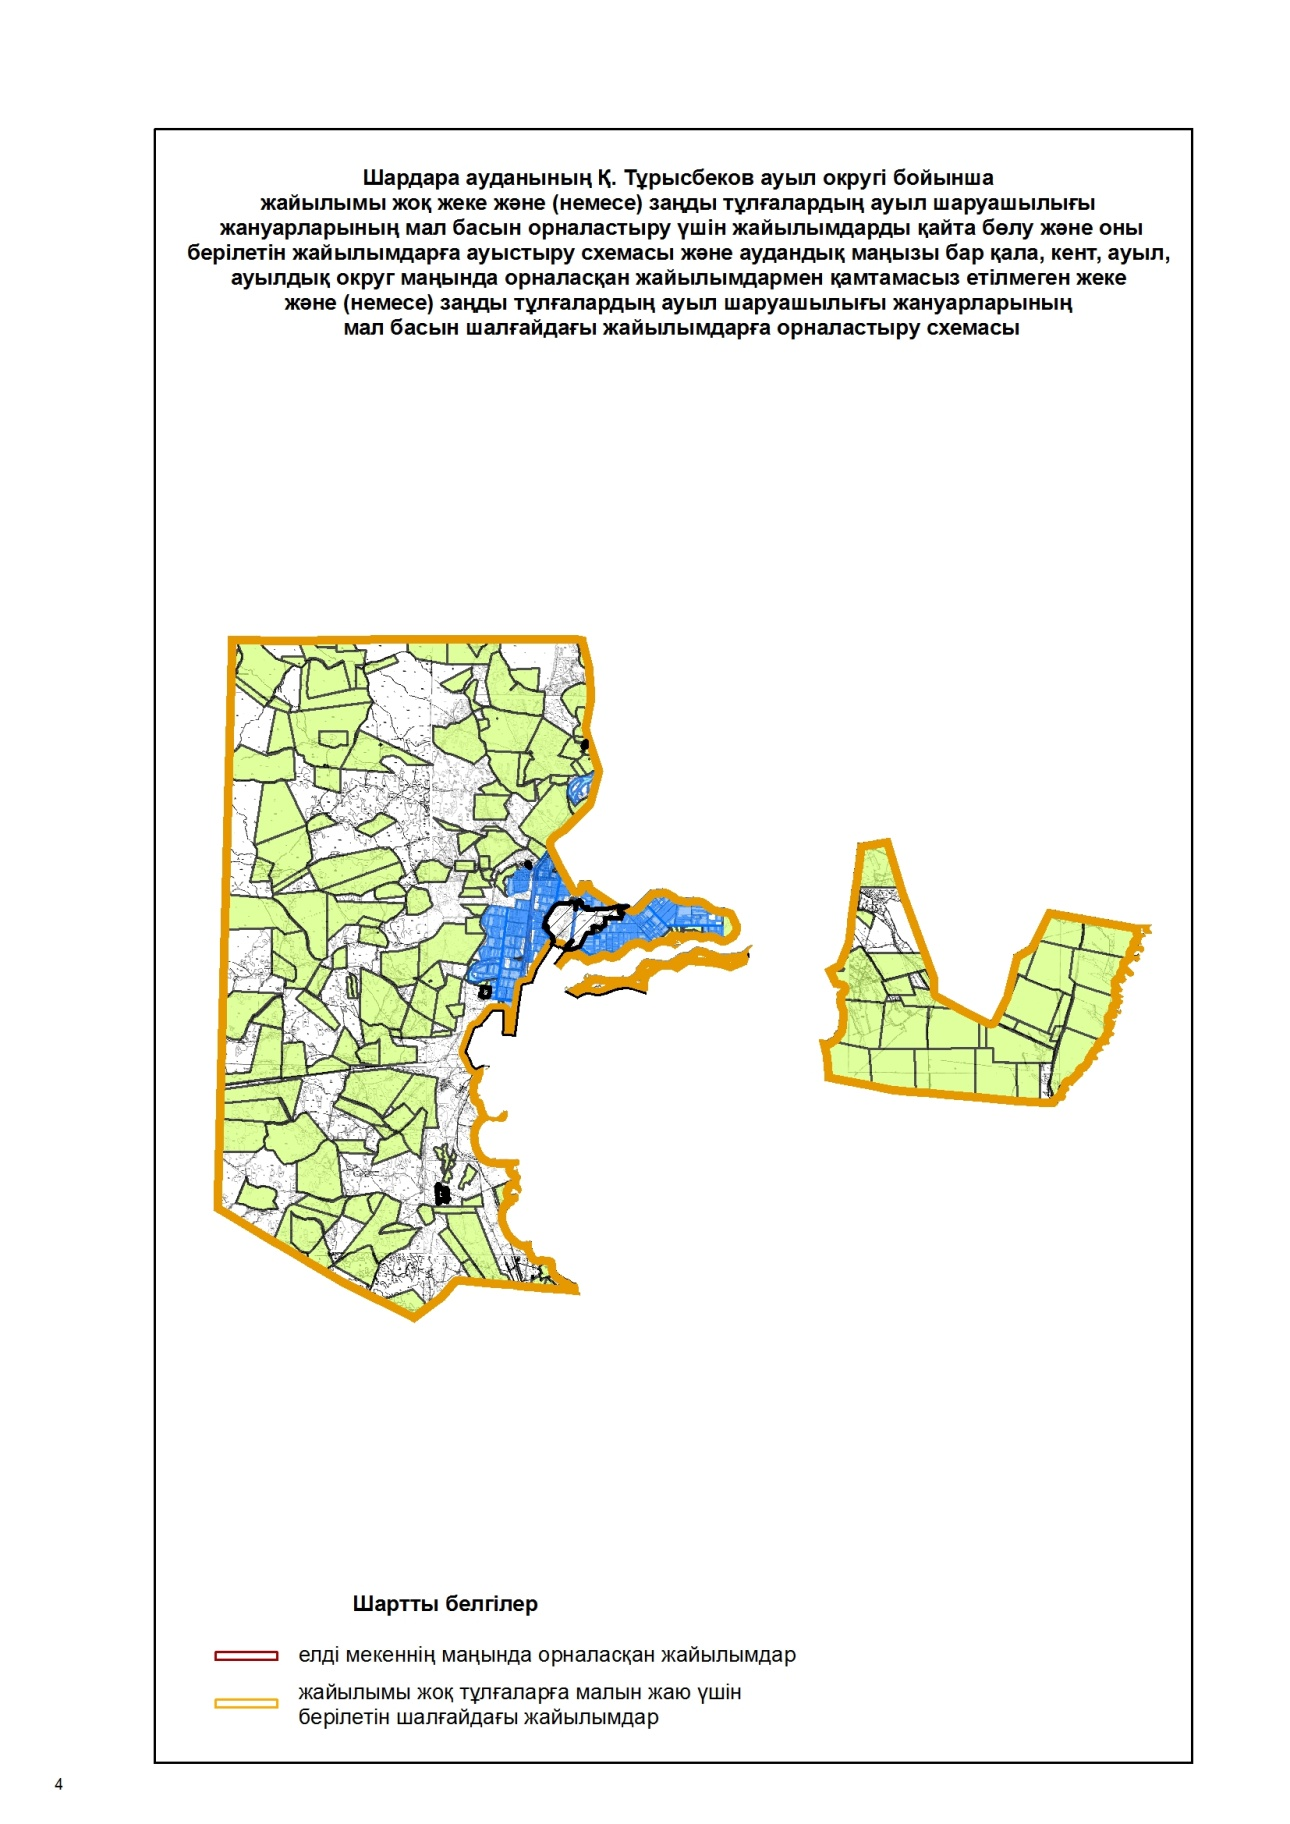 Шардара ауданының Қ. Тұрысбеков ауыл округі бойынша
жайылымы жоқ жеке және (немесе) заңды тұлғалардың ауыл шаруашылығы
жануарларының мал басын орналастыру үшін жайылымдарды қайта бөлу және оны
берілетін жайылымдарға ауыстыру схемасы және аудандық маңызы бар қала, кент, ауыл,
ауылдық округ маңында орналасқан жайылымдармен қамтамасыз етілмеген жеке
және (немесе) заңды тұлғалардың ауыл шаруашылығы жануарларының
мал басын шалғайдағы жайылымдарға орналастыру схемасы
Шартты белгілер
елді мекеннің маңында орналасқан жайылымдар
жайылымы жоқ тұлғаларға малын жаю үшін
берілетін шалғайдағы жайылымдар
4